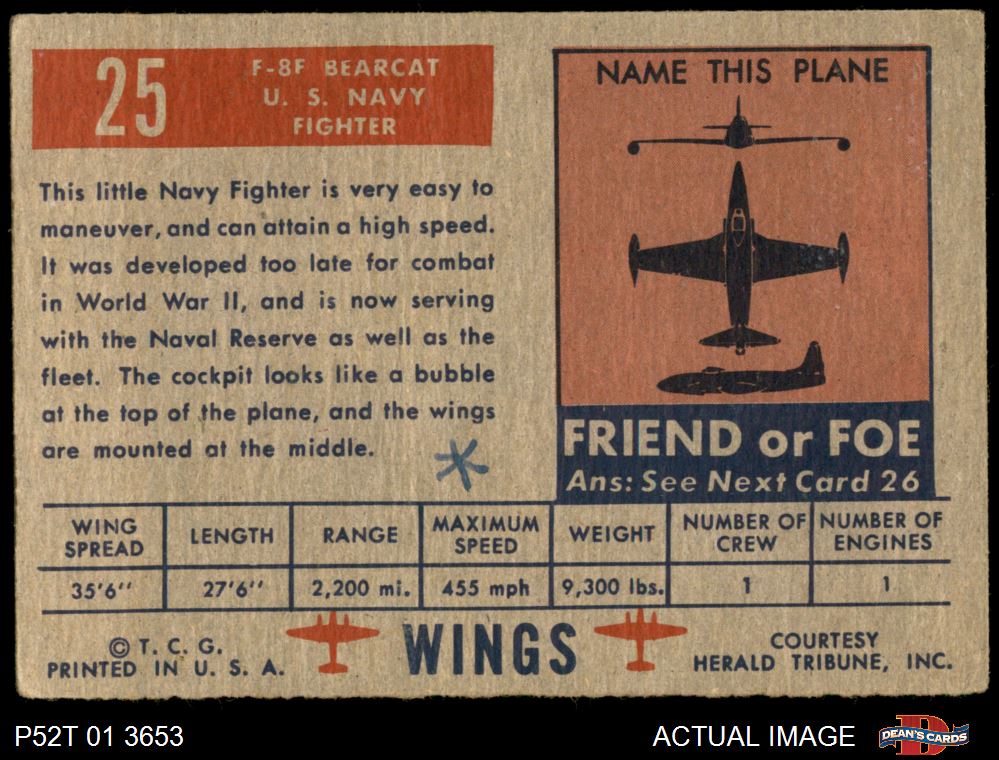 25
F-8F BEARCAT
U. S. NAVY
FIGHTER
This little Navy Fighter is very easy to
maneuver, and can attain a high speed.
It was developed too late for combat
in World War II, and is now serving
with the Naval Reserve as well as the
fleet. The cockpit looks like a bubble
at the top of the plane, and the wings
are mounted at the middle.
NAME THIS PLANE
FRIEND or FOE
Ans: See Next Card 26
WING SPREAD
LENGTH
RANGE
MAXIMUM SPEED
WEIGHT
NUMBER OF CREW
NUMBER OF ENGINES
35'6''
27'6''
2,200 mi.
455 mph
9,300 lbs.
1
1
© T. C. G.
PRINTED IN U. S. A.
WINGS
COURTESY
HERALD TRIBUNE, INC.
P52T 01 3653
ACTUAL IMAGE
D
DEAN'S CARDS